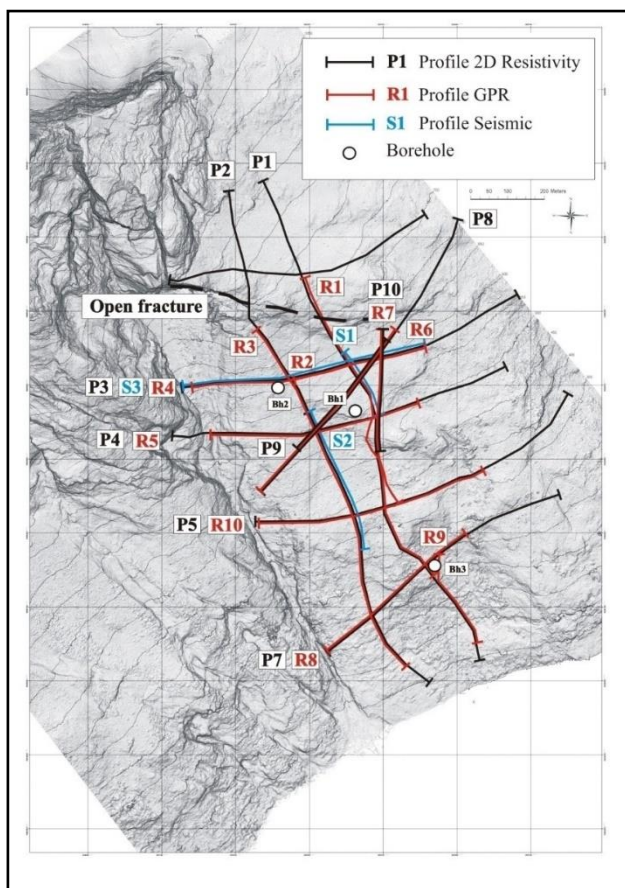 P1 Profile 2D Resistivity
R1 Profile GPR
S1 Profile Seismic
Borehole
0 50 100 200 Meters
P2
P1
P8
R1
P10
R7
Open fracture
S1
R6
R3
R2
P3 S3 R4
Bh2
Bh1
P4 R5
S2
P9
P5 R10
R9
Bh3
P7 R8